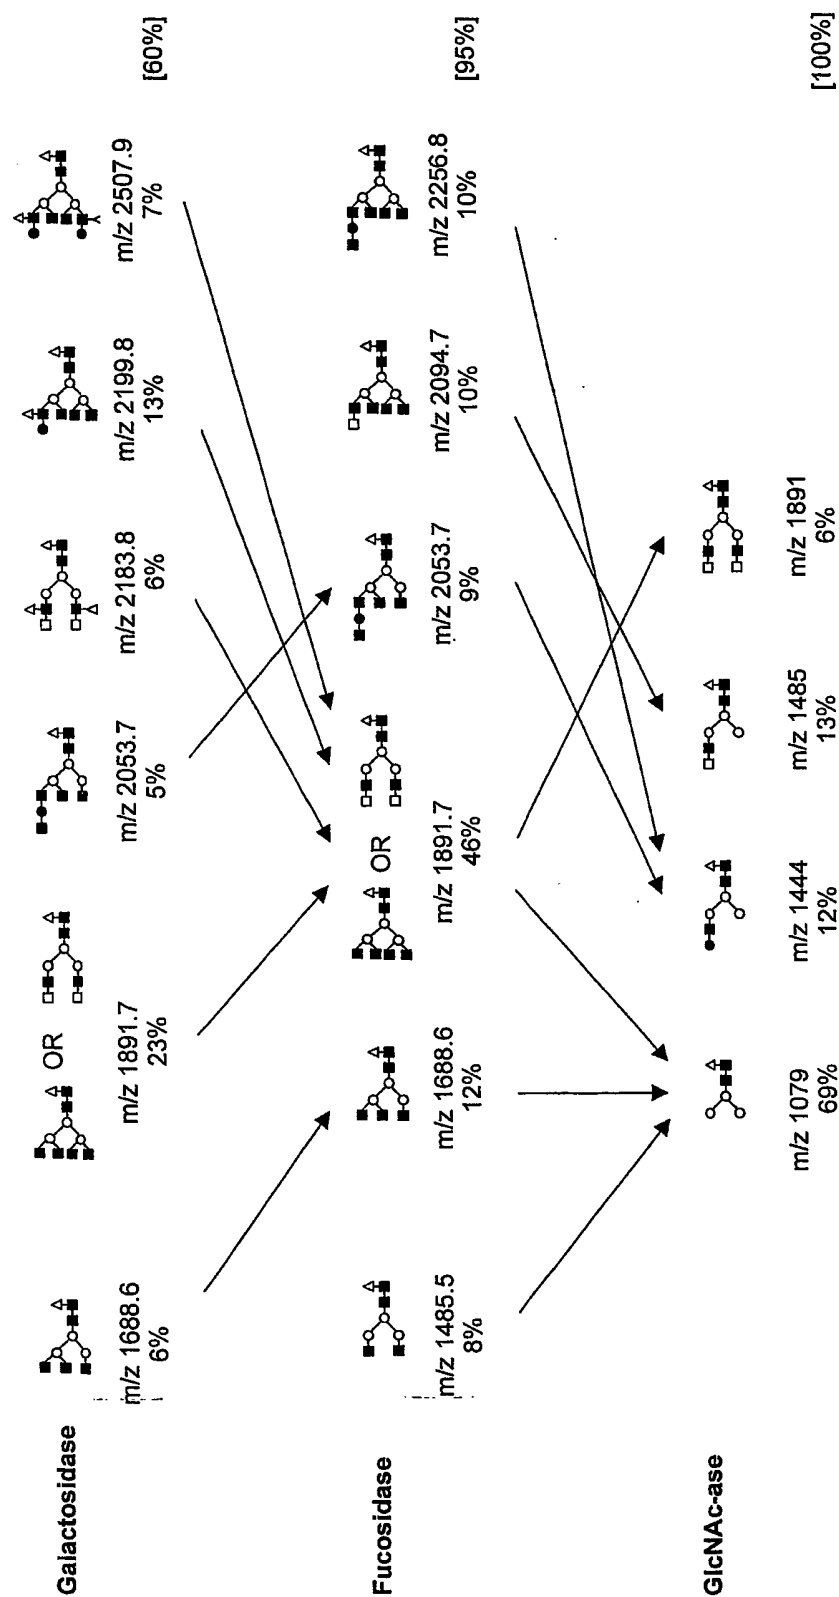 Galactosidase
m/z 1688.6
6%
OR
m/z 1891.7
23%
m/z 2053.7
5%
m/z 2183.8
6%
m/z 2199.8
13%
m/z 2507.9
7%
[60%]
Fucosidase
m/z 1485.5
8%
m/z 1688.6
12%
OR
m/z 1891.7
46%
m/z 2053.7
9%
m/z 2094.7
10%
m/z 2256.8
10%
[95%]
GlcNAc-ase
m/z 1079
69%
m/z 1444
12%
m/z 1485
13%
m/z 1891
6%
[100%]